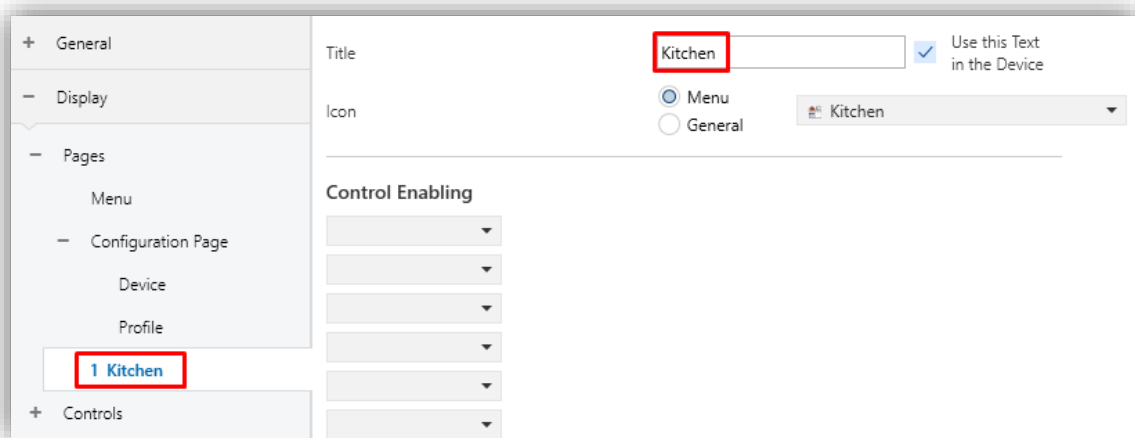 + General
− Display
− Pages
Menu
− Configuration Page
Device
Profile
1 Kitchen
+ Controls
Title
Kitchen
Use this Text
in the Device
Icon
Menu
General
Kitchen
Control Enabling